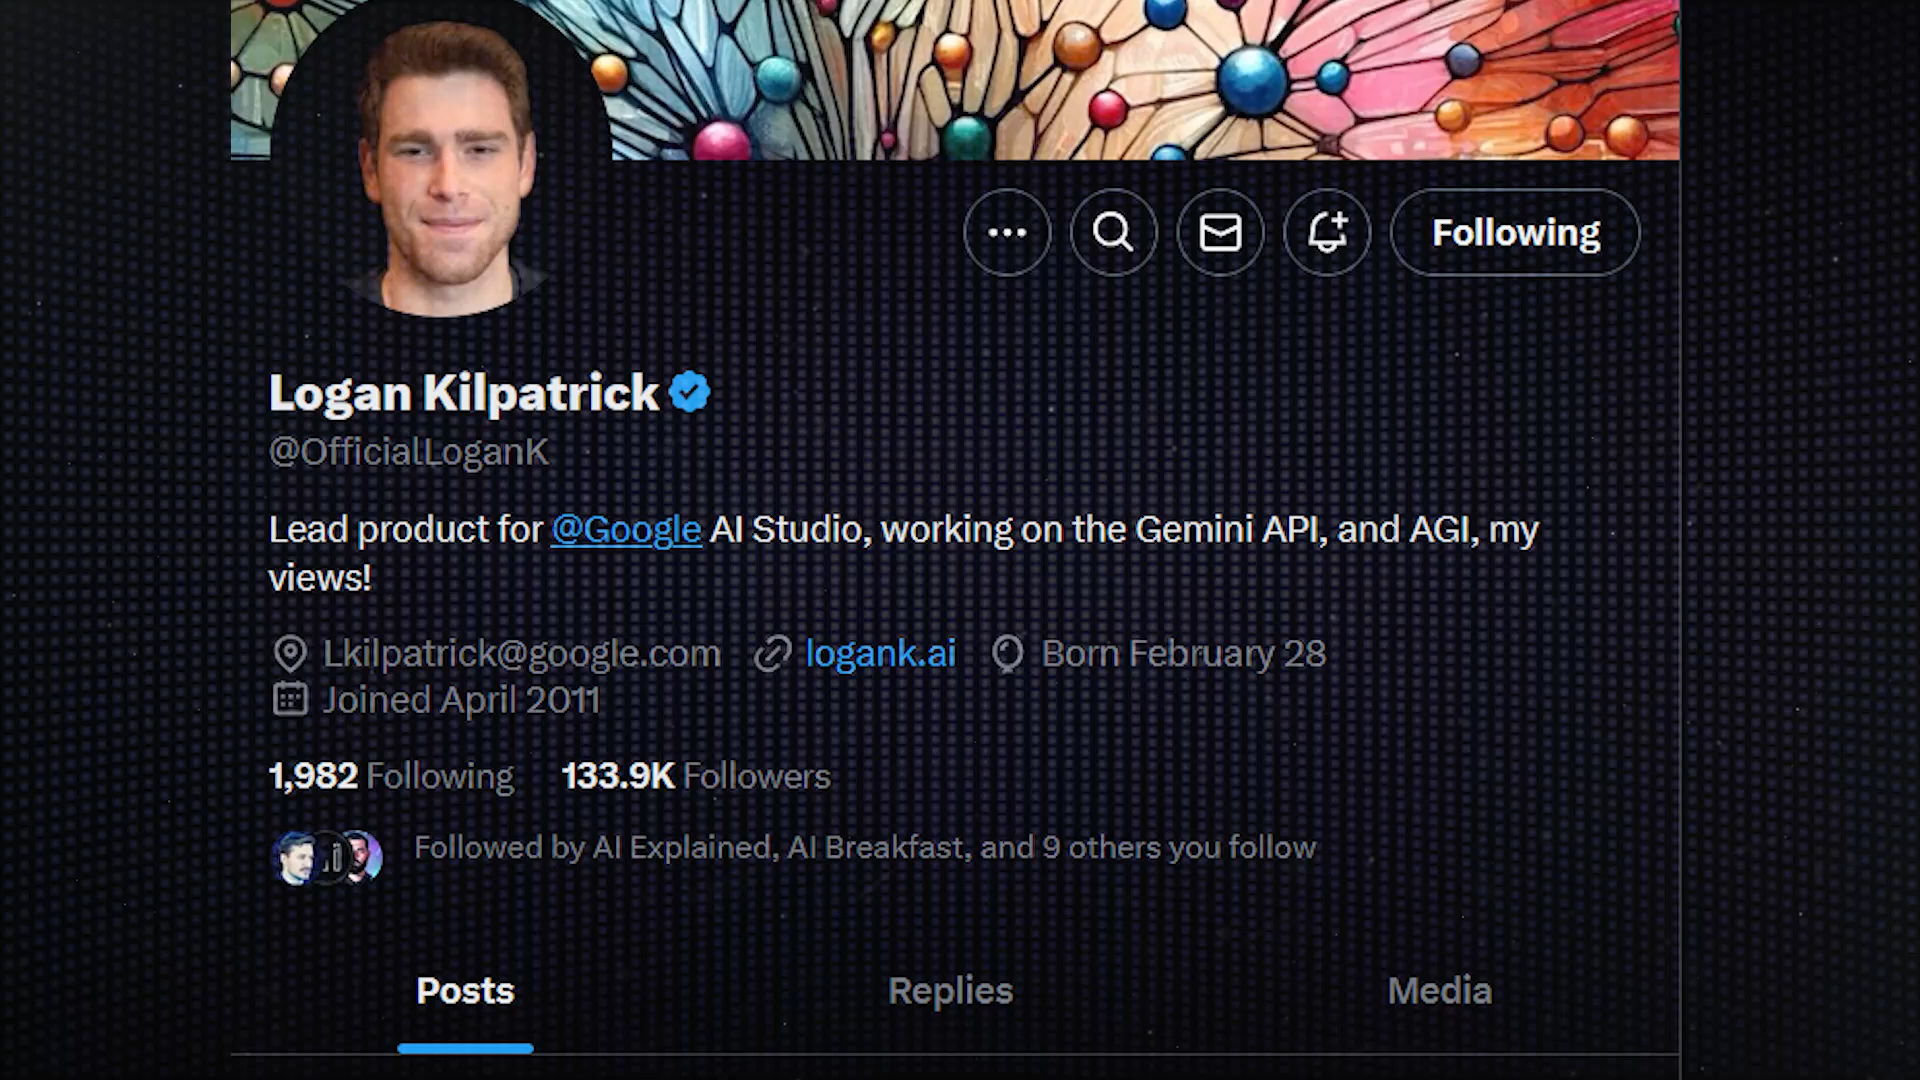 Following
Logan Kilpatrick
@OfficialLoganK
Lead product for @Google AI Studio, working on the Gemini API, and AGI, my
views!
Lkilpatrick@google.com logank.ai Born February 28
Joined April 2011
1,982 Following 133.9K Followers
Followed by AI Explained, AI Breakfast, and 9 others you follow
Posts Replies Media